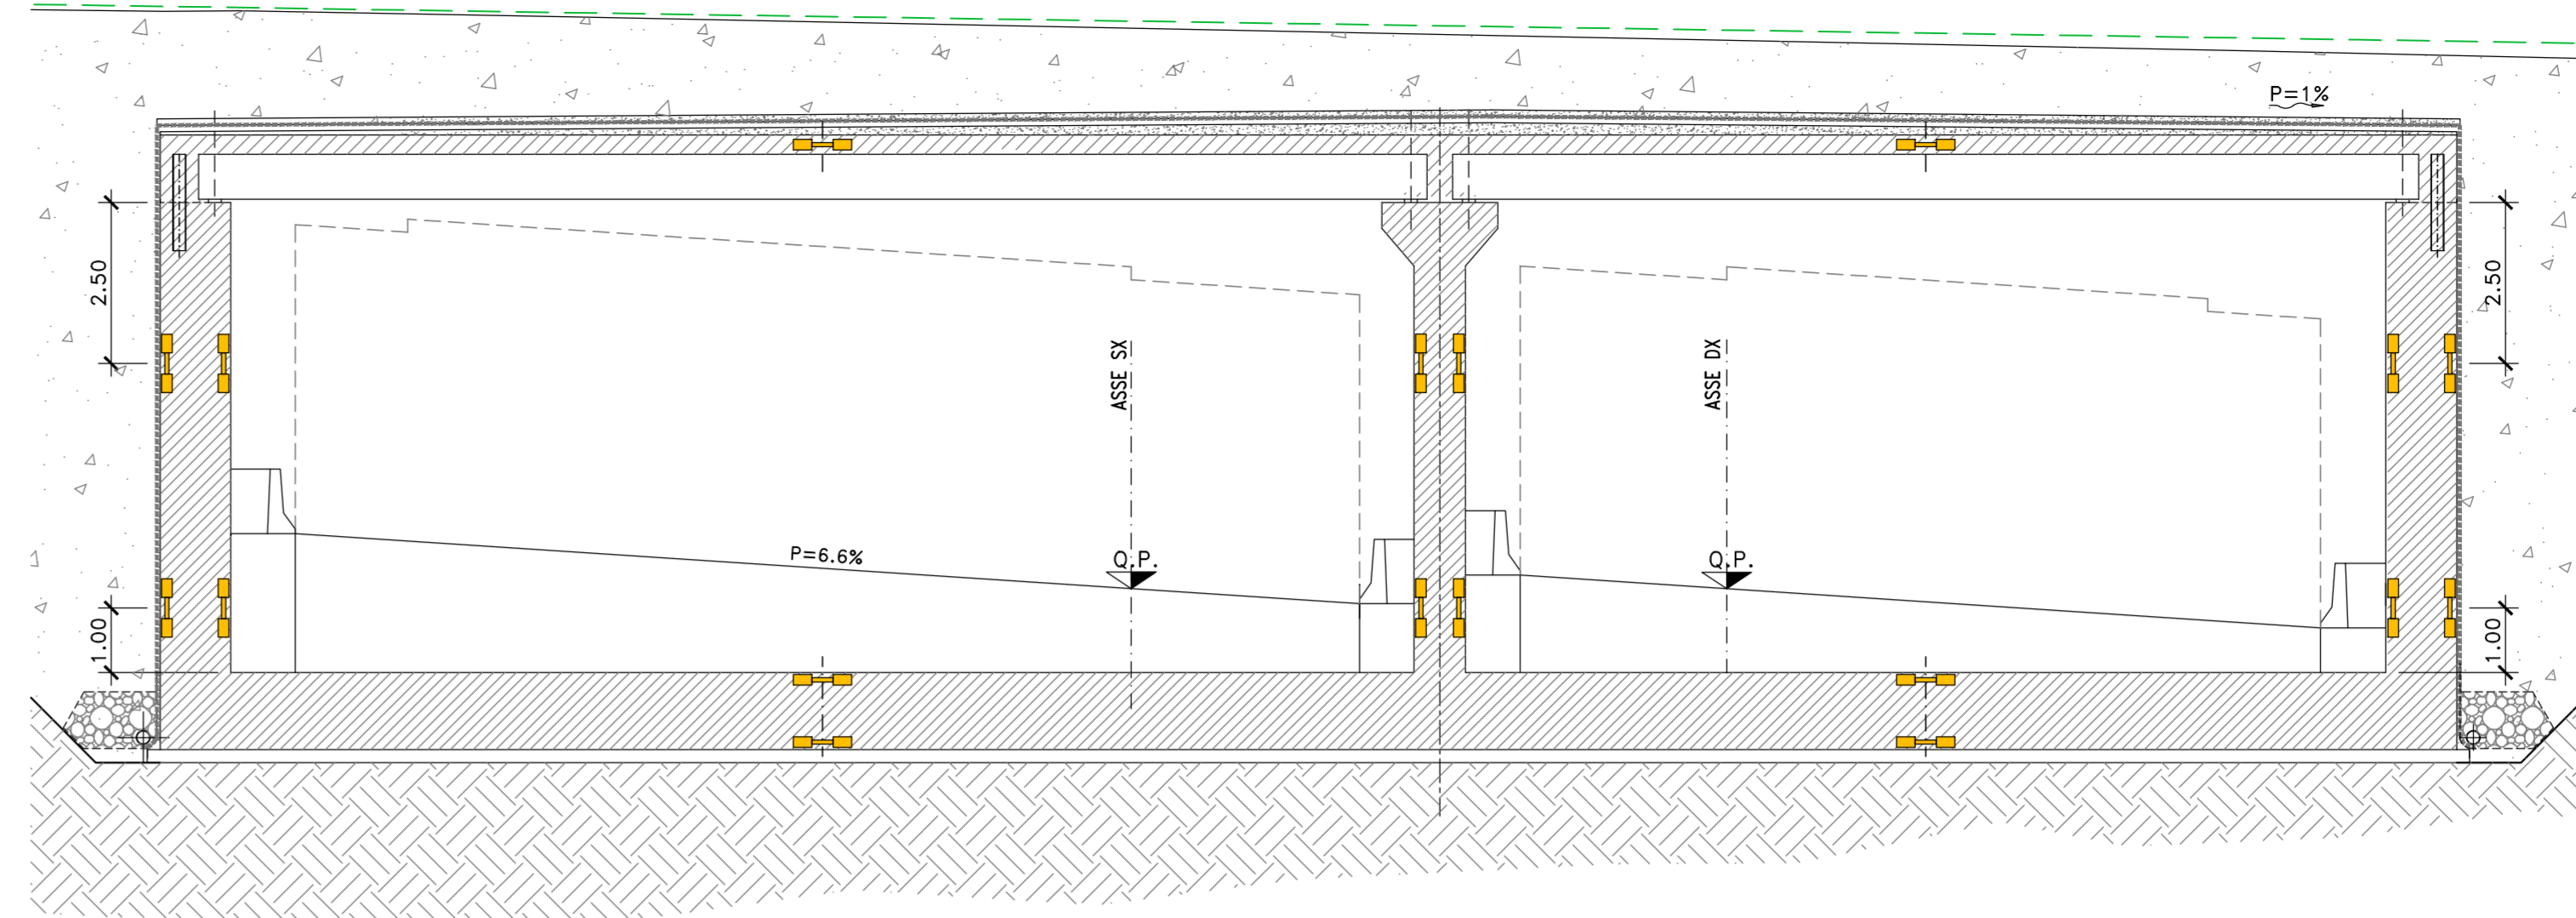 P=1%
2.50
2.50
ASSE SX
ASSE DX
P=6.6%
Q.P.
Q.P.
1.00
1.00